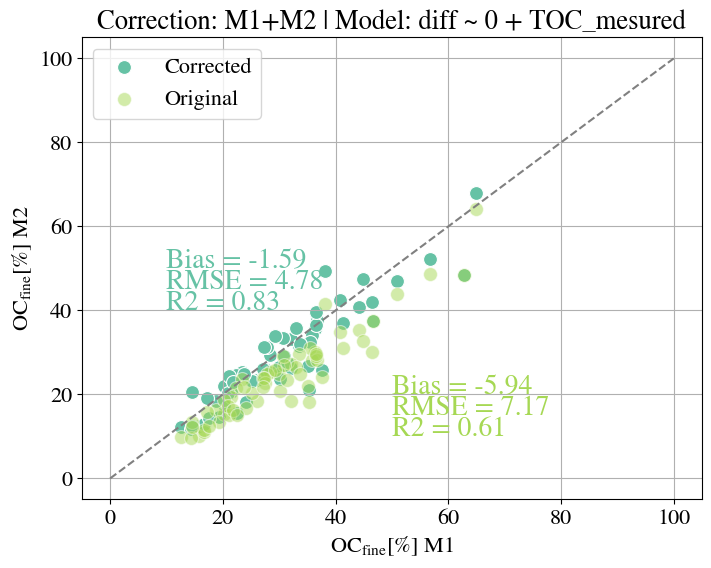 Correction: M1+M2 | Model: diff ~ 0 + TOC_mesured
Corrected
Original
100
80
60
40
20
0
OCfine[%] M2
Bias = -1.59
RMSE = 4.78
R2 = 0.83
Bias = -5.94
RMSE = 7.17
R2 = 0.61
0 20 40 60 80 100
OCfine[%] M1